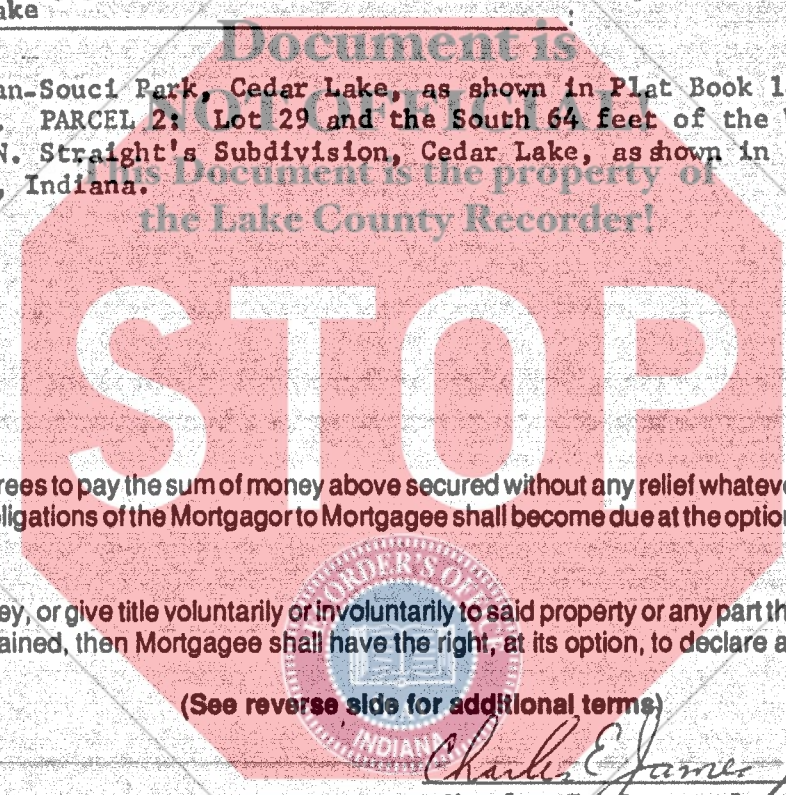 ake
Document is
an-Souci Park, Cedar Lake, as shown in Plat Book 1
NOT OFFICIAL!
PARCEL 2: Lot 29 and the South 64 feet of the
N. Straight's Subdivision, Cedar Lake, as shown in
This Document is the property of
, Indiana.
the Lake County Recorder!
STOP
rees to pay the sum of money above secured without any relief whateve
ligations of the Mortgagor to Mortgagee shall become due at the option
RECORDER'S OFFICE
ey, or give title voluntarily or involuntarily to said property or any part th
ained, then Mortgagee shall have the right, at its option, to declare a
(See reverse side for additional terms)
INDIANA
Charles E. James